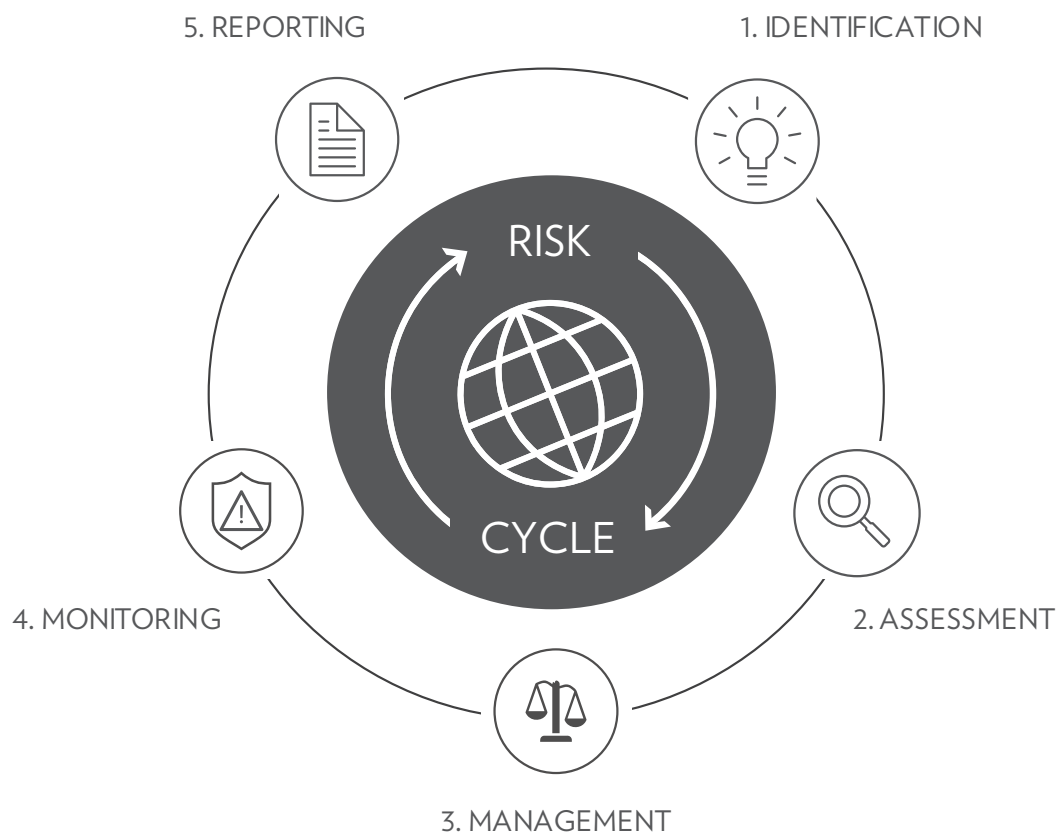 5. REPORTING
1. IDENTIFICATION
RISK
CYCLE
4. MONITORING
2. ASSESSMENT
3. MANAGEMENT